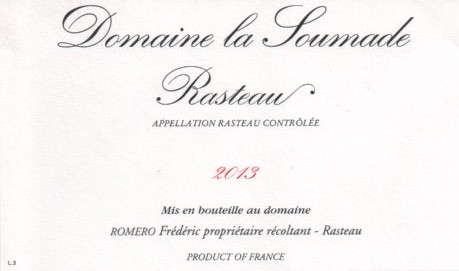 Domaine la Soumade
Rasteau
APPELLATION RASTEAU CONTRÔLÉE
2013
Mis en bouteille au domaine
ROMERO Frédéric propriétaire récoltant - Rasteau
PRODUCT OF FRANCE
L.3